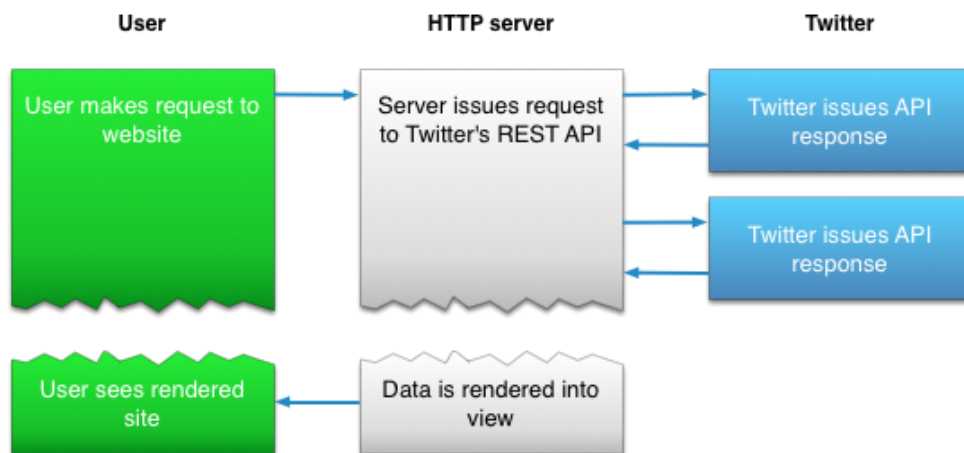 User
HTTP server
Twitter
User makes request to
website
Server issues request
to Twitter's REST API
Twitter issues API
response
Twitter issues API
response
User sees rendered
site
Data is rendered into
view